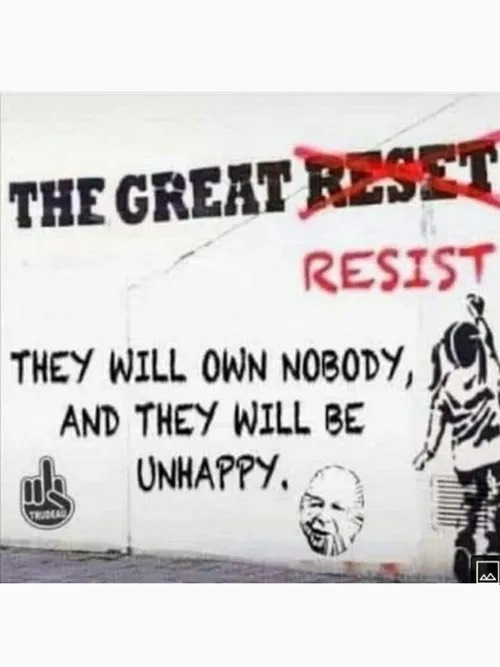 THE GREAT RESET
RESIST
THEY WILL OWN NOBODY,
AND THEY WILL BE
UNHAPPY.
TRUDEAU